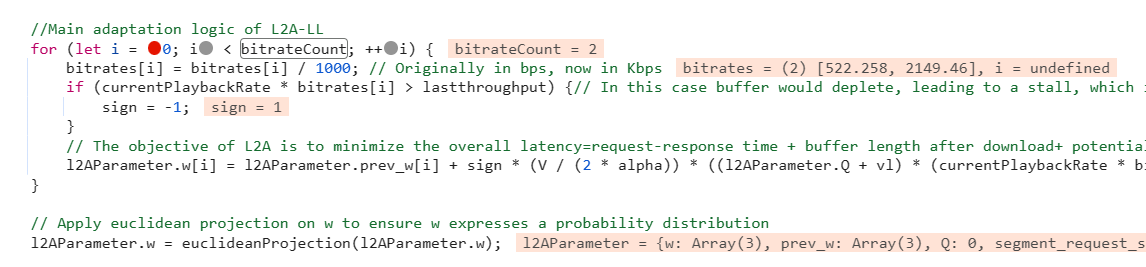 //Main adaptation logic of L2A-LL
for (let i = 0; i < bitrateCount; ++i) { bitrateCount = 2
bitrates[i] = bitrates[i] / 1000; // Originally in bps, now in Kbps bitrates = (2) [522.258, 2149.46], i = undefined
if (currentPlaybackRate * bitrates[i] > lastthroughput) {// In this case buffer would deplete, leading to a stall, which
sign = -1; sign = 1
}
// The objective of L2A is to minimize the overall latency=request-response time + buffer length after download+ potentia
l2AParameter.w[i] = l2AParameter.prev_w[i] + sign * (V / (2 * alpha)) * ((l2AParameter.Q + vl) * (currentPlaybackRate * b
}
// Apply euclidean projection on w to ensure w expresses a probability distribution
l2AParameter.w = euclideanProjection(l2AParameter.w); l2AParameter = {w: Array(3), prev_w: Array(3), Q: 0, segment_request_s